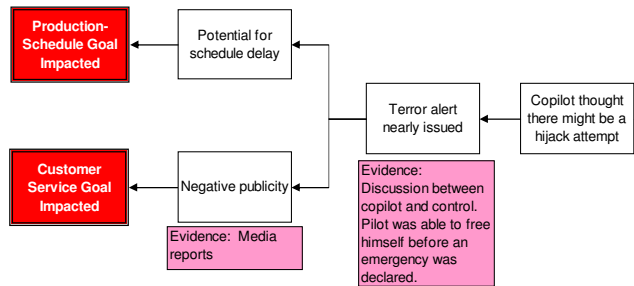 Production-
Schedule Goal
Impacted
Potential for
schedule delay
Terror alert
nearly issued
Copilot thought
there might be a
hijack attempt
Customer
Service Goal
Impacted
Negative publicity
Evidence:
Discussion between
copilot and control.
Pilot was able to free
himself before an
emergency was
declared.
Evidence:  Media
reports